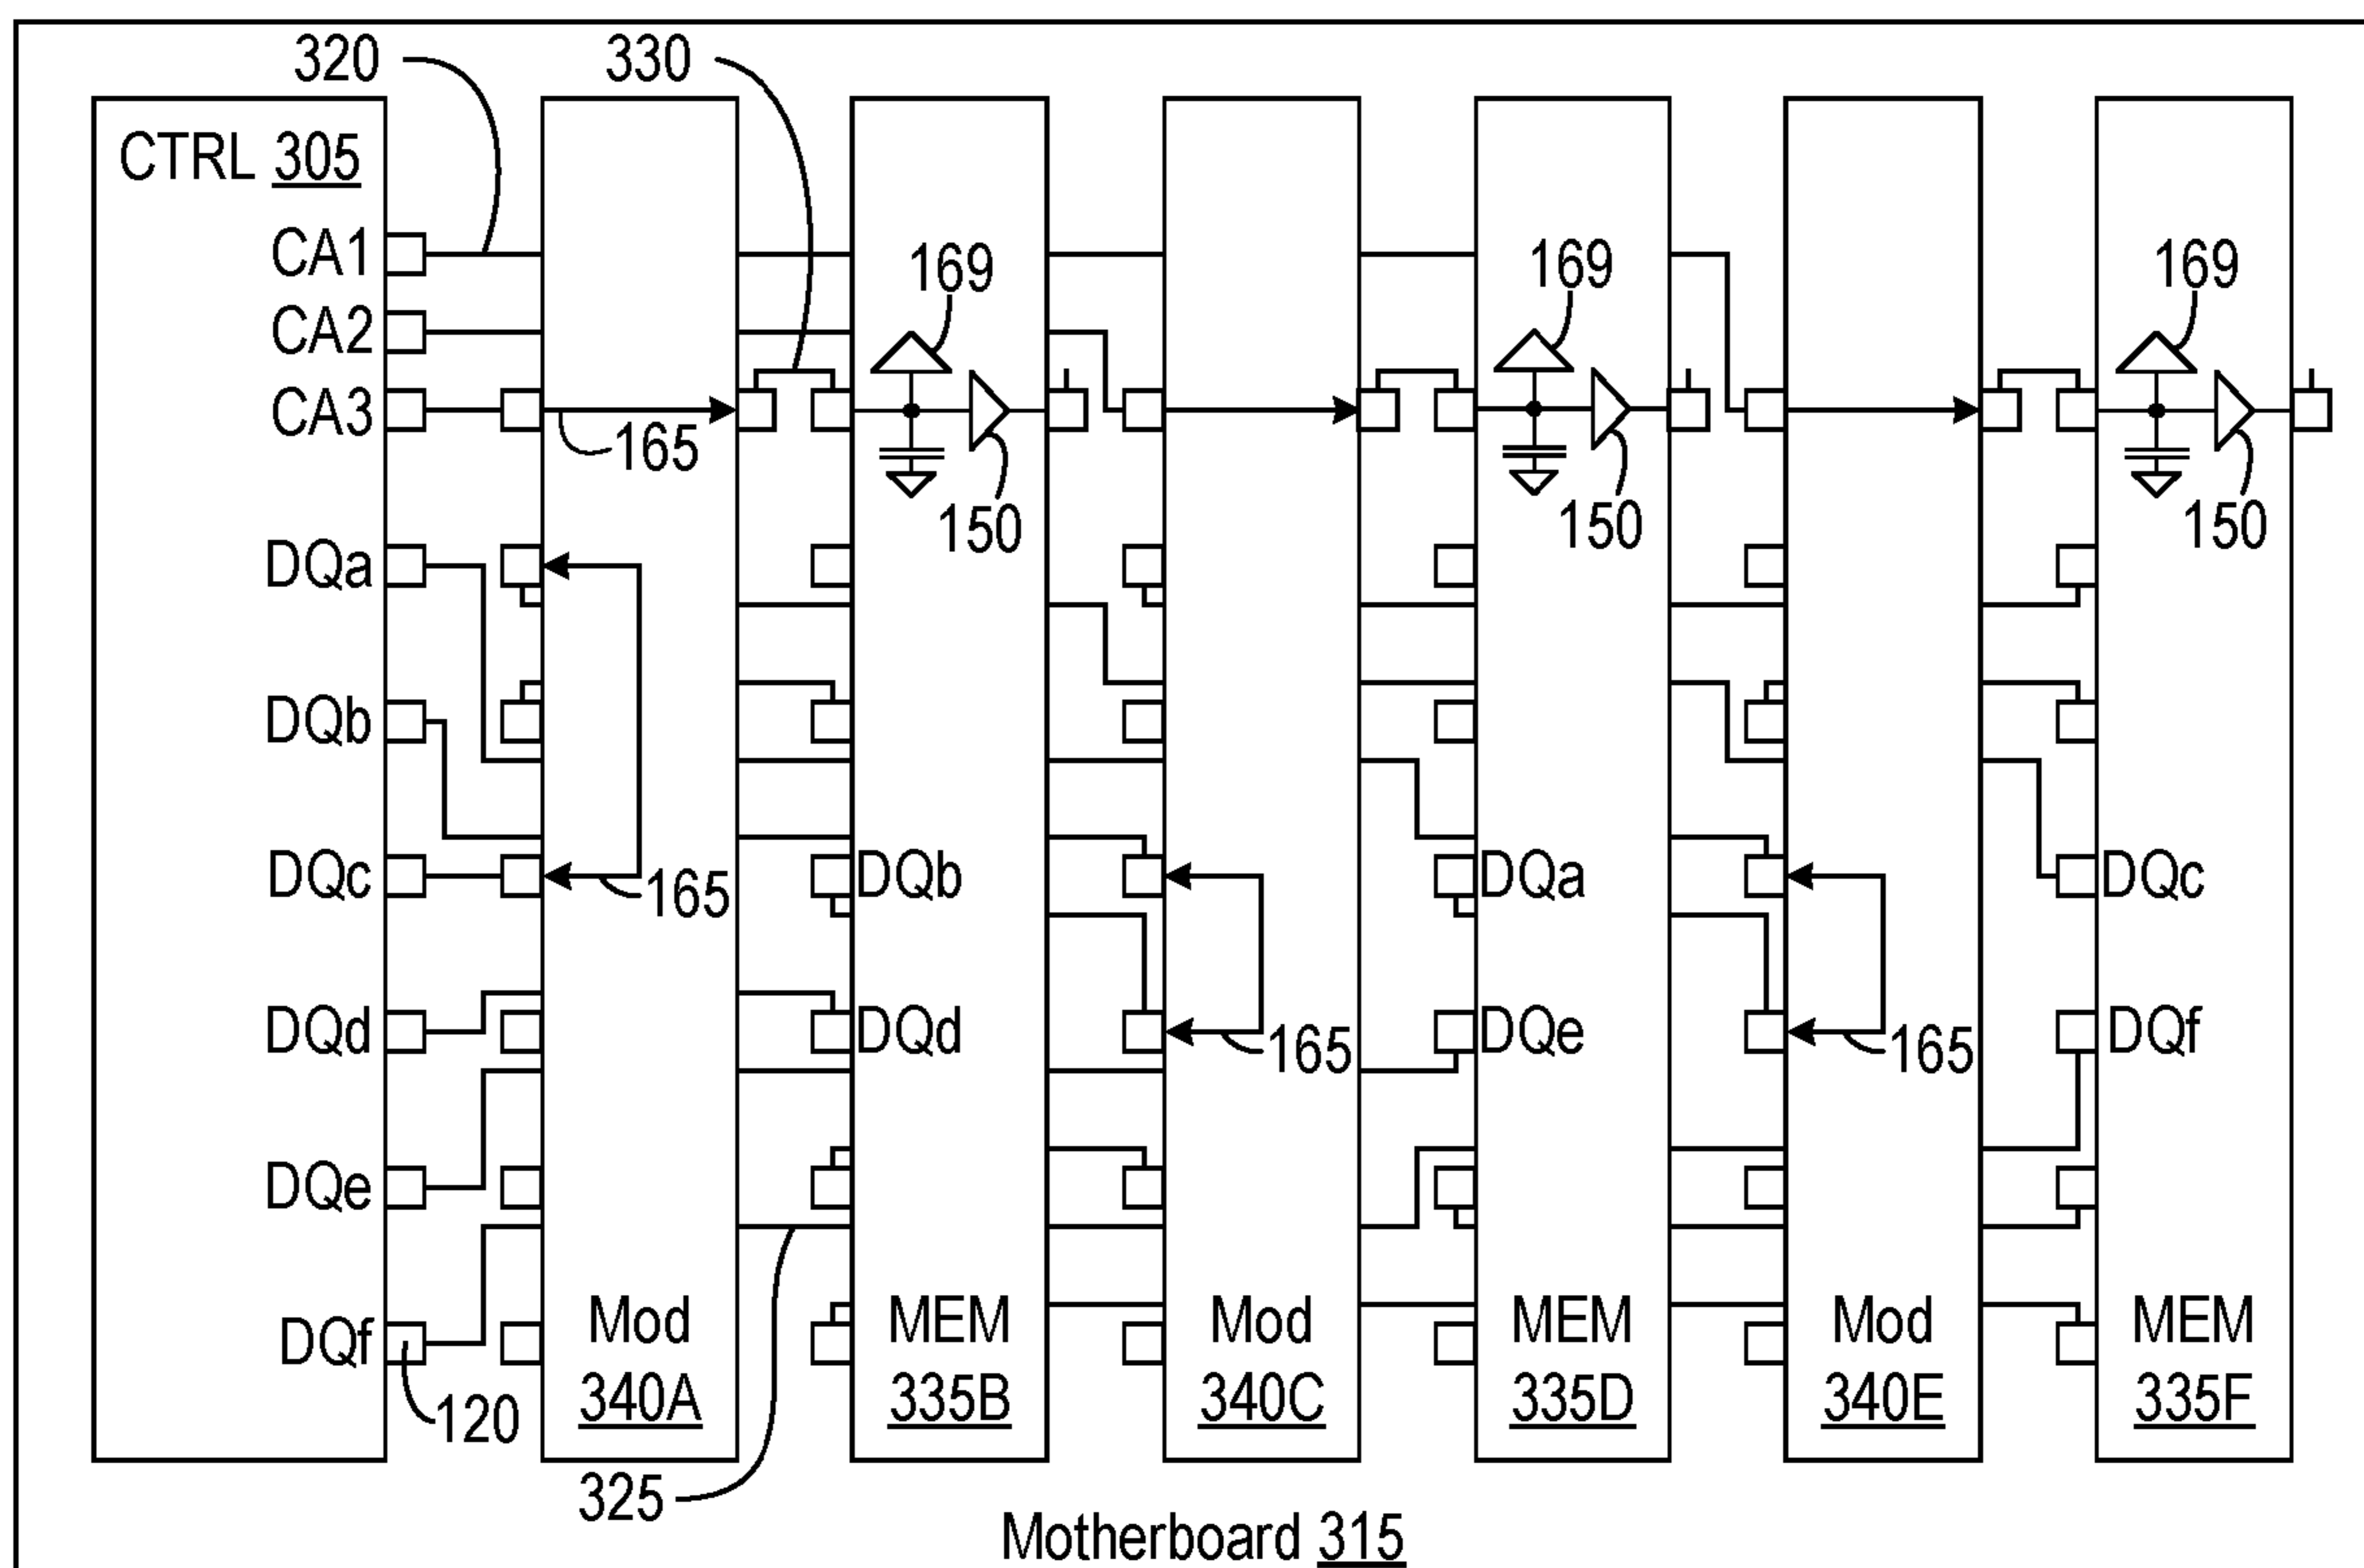 320
330
CTRL 305
CA1
169
169
169
CA2
CA3
165
150
150
150
DQa
DQb
DQc
165
DQb
DQa
DQc
DQd
DQd
165
DQe
165
DQf
DQe
DQf
120
Mod
340A
MEM
335B
Mod
340C
MEM
335D
Mod
340E
MEM
335F
325
Motherboard 315